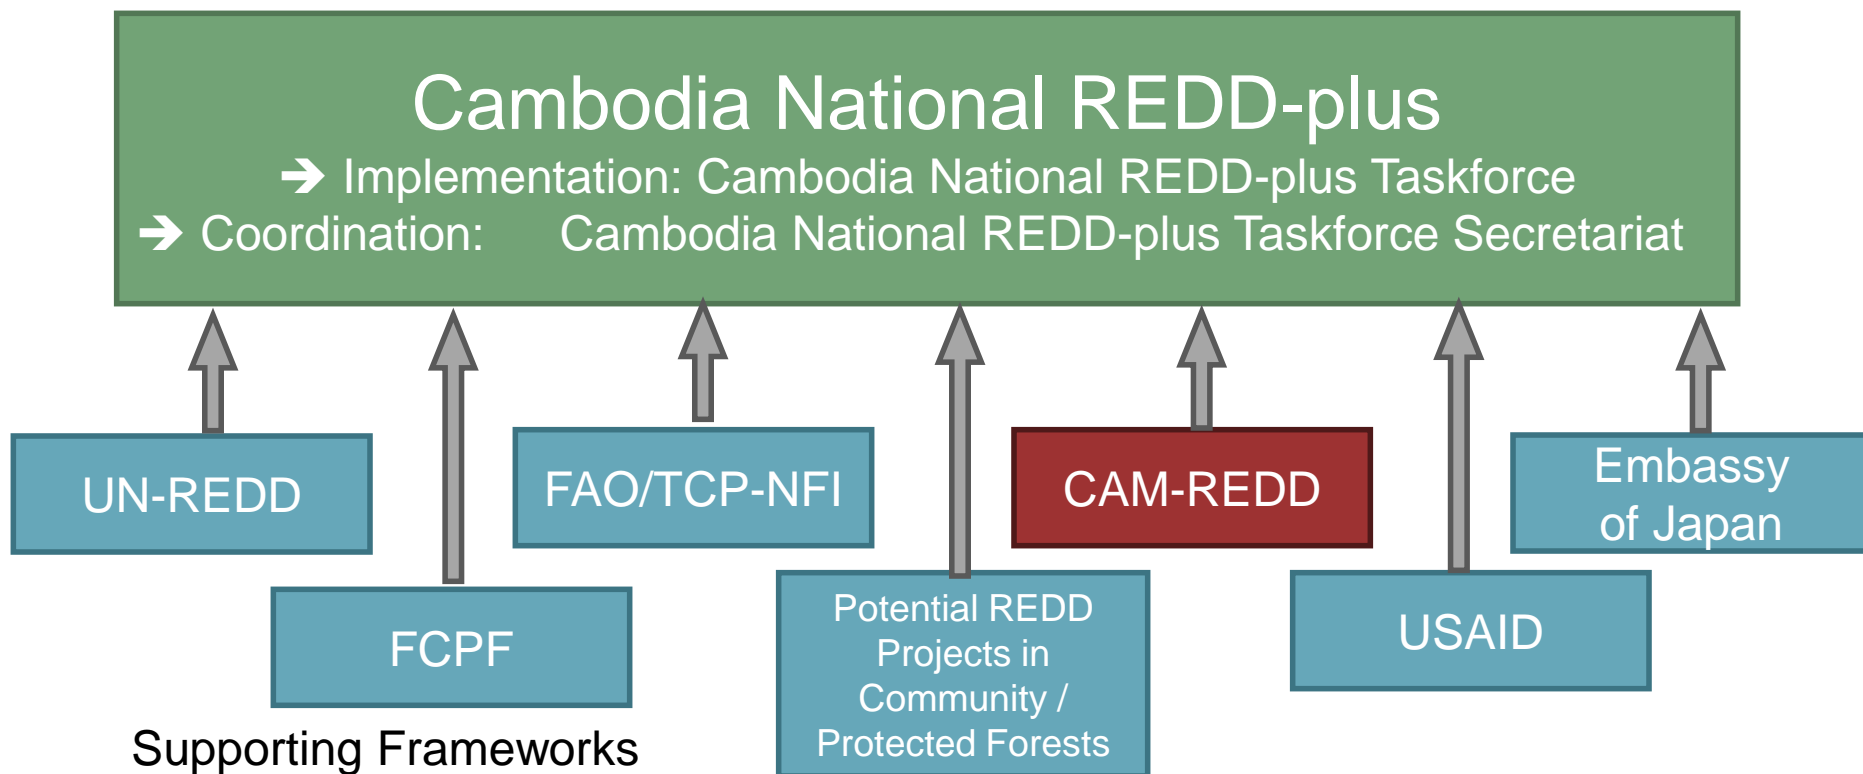 Cambodia National REDD-plus
➔ Implementation: Cambodia National REDD-plus Taskforce
➔ Coordination: Cambodia National REDD-plus Taskforce Secretariat
UN-REDD
FCPF
FAO/TCP-NFI
Potential REDD
Projects in
Community /
Protected Forests
CAM-REDD
USAID
Embassy
of Japan
Supporting Frameworks